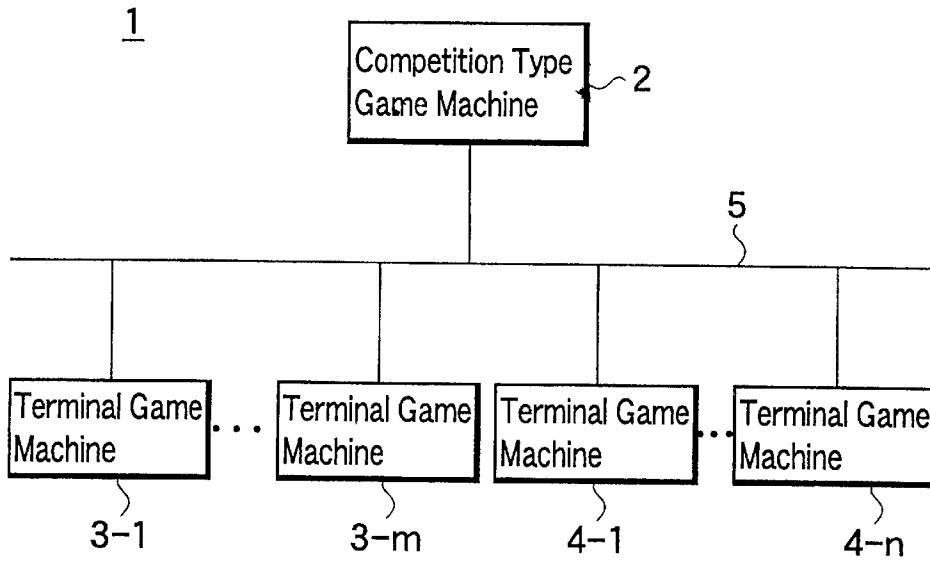 1
Competition Type
Game Machine
2
5
Terminal Game
Machine
Terminal Game
Machine
Terminal Game
Machine
Terminal Game
Machine
3-1
3-m
4-1
4-n